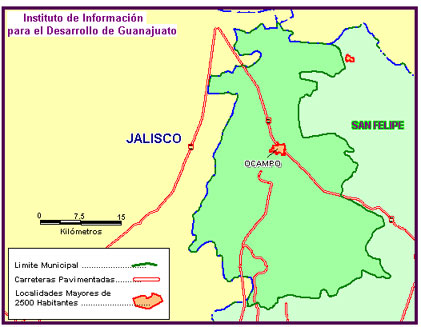 Instituto de Información
para el Desarrollo de Guanajuato
SAN FELIPE
JALISCO
OCAMPO
0 7.5 15
Kilómetros
Limite Municipal
Carreteras Pavimentadas
Localidades Mayores de
2500 Habitantes